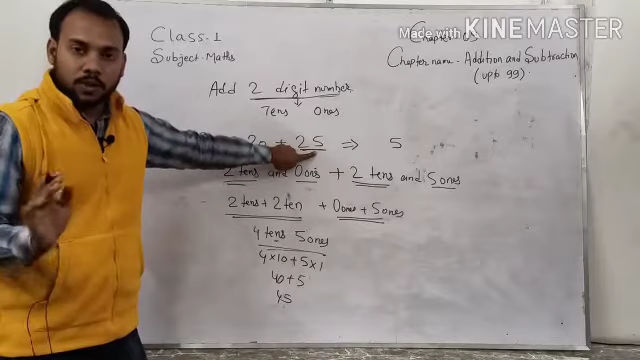 Made with KINEMASTER
Class.1
Subject. Maths
Chapter name. Addition and Subtraction
(upto 99).
Add 2 digit number
Tens Ones
+ 25 ⇒ 5
2 tens and 0 ones + 2 tens and 5 ones
2 tens + 2 ten + 0 ones + 5 ones
4 tens 5 ones
4×10 + 5×1
40 + 5
45